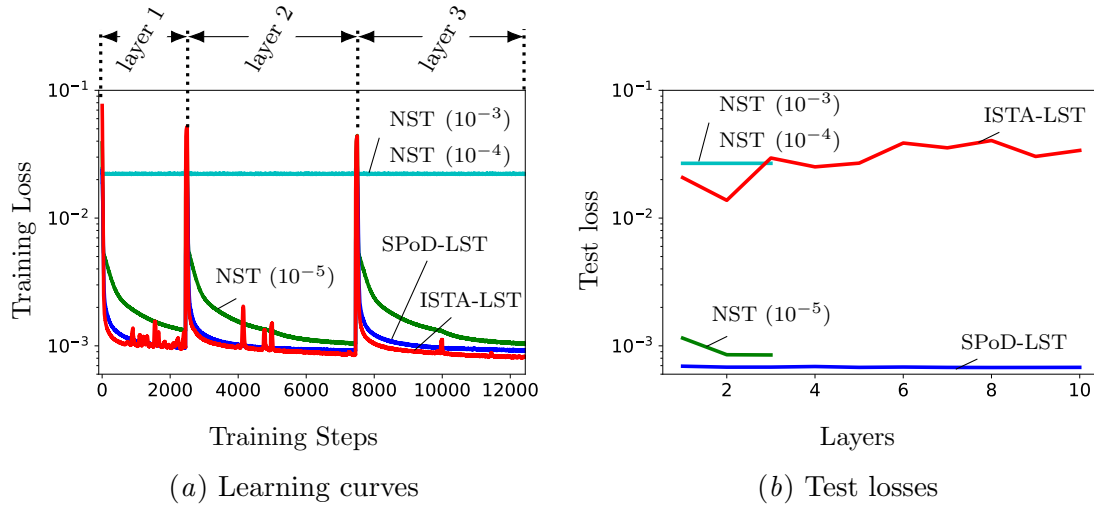 layer 1
layer 2
layer 3
Training Loss
10⁻¹
10⁻²
10⁻³
NST (10⁻³)
NST (10⁻⁴)
SPoD-LST
NST (10⁻⁵)
ISTA-LST
0 2000 4000 6000 8000 10000 12000
Training Steps
(a) Learning curves
Test loss
10⁻¹
10⁻²
10⁻³
NST (10⁻³)
ISTA-LST
NST (10⁻⁴)
NST (10⁻⁵)
SPoD-LST
2 4 6 8 10
Layers
(b) Test losses